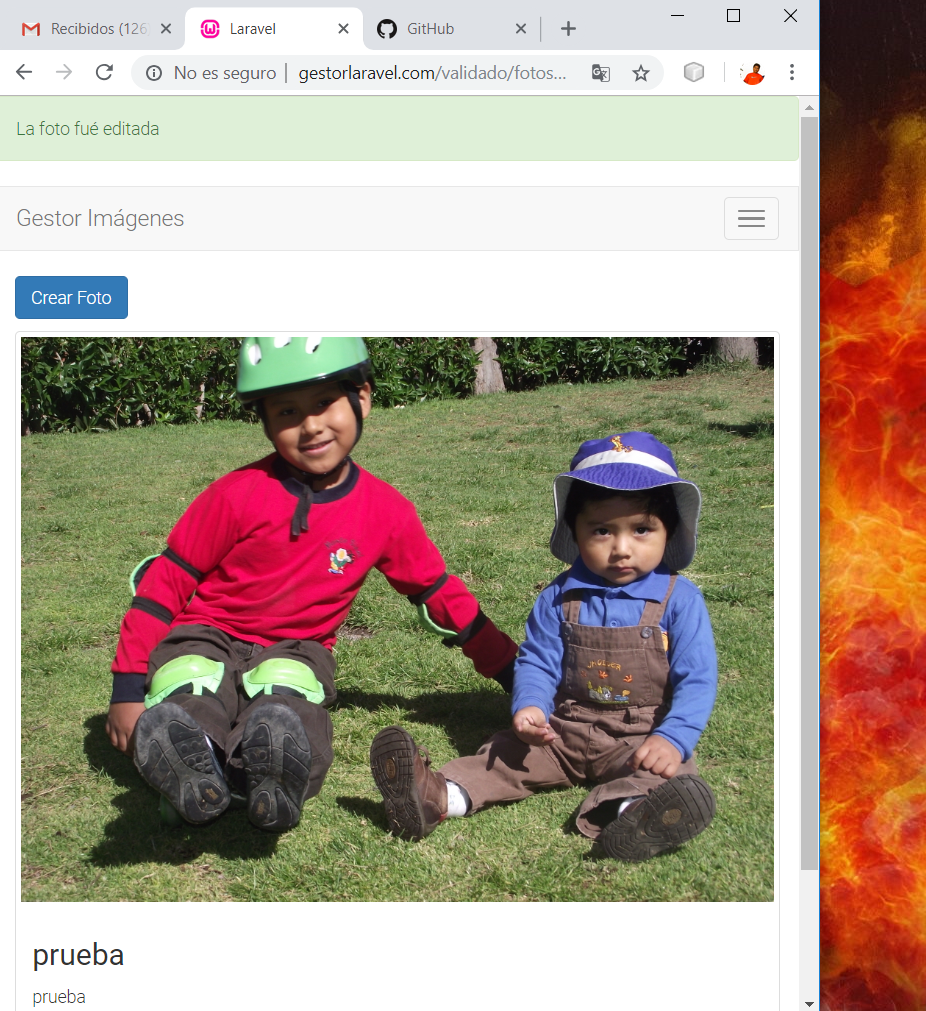 Recibidos (126
Laravel
GitHub
No es seguro | gestorlaravel.com/validado/fotos...
La foto fué editada
Gestor Imágenes
Crear Foto
prueba
prueba